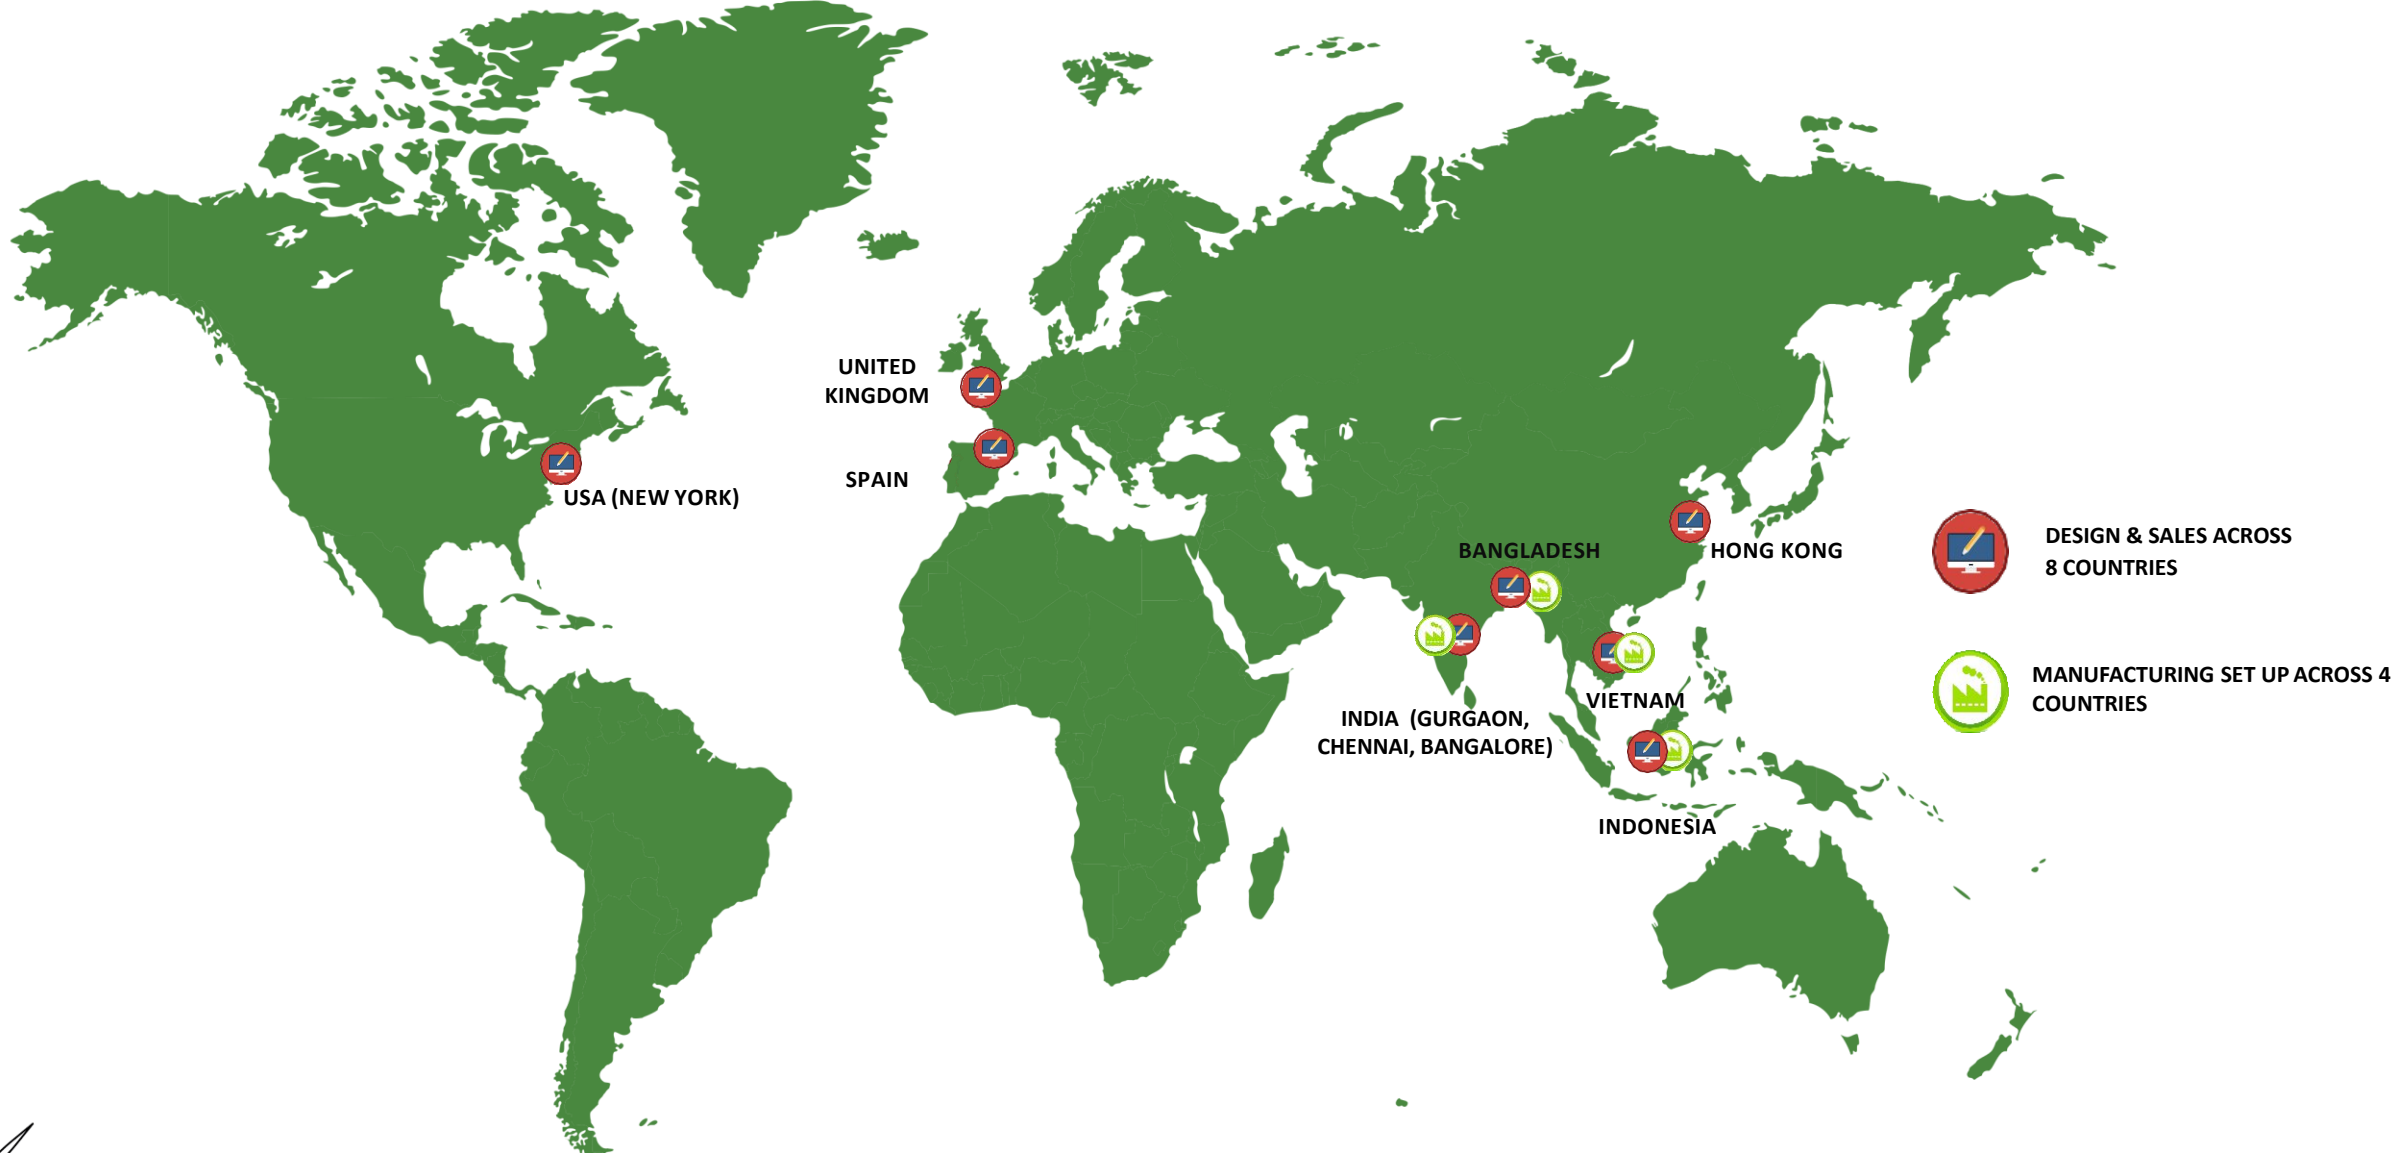 UNITED
KINGDOM
SPAIN
USA (NEW YORK)
BANGLADESH
HONG KONG
DESIGN & SALES ACROSS
8 COUNTRIES
MANUFACTURING SET UP ACROSS 4
COUNTRIES
VIETNAM
INDIA (GURGAON,
CHENNAI, BANGALORE)
INDONESIA